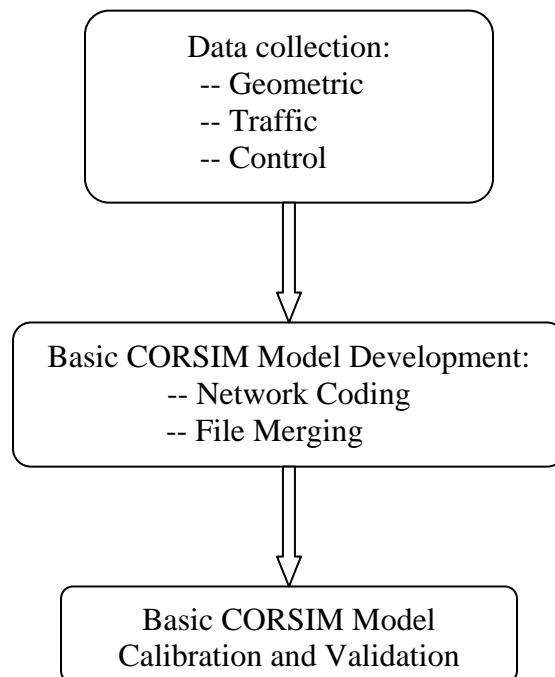 Data collection:
-- Geometric
-- Traffic
-- Control
Basic CORSIM Model Development:
-- Network Coding
-- File Merging
Basic CORSIM Model
Calibration and Validation